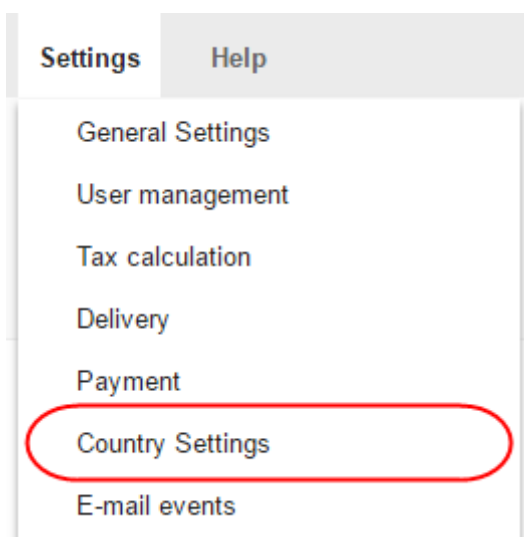 Settings Help
General Settings
User management
Tax calculation
Delivery
Payment
Country Settings
E-mail events